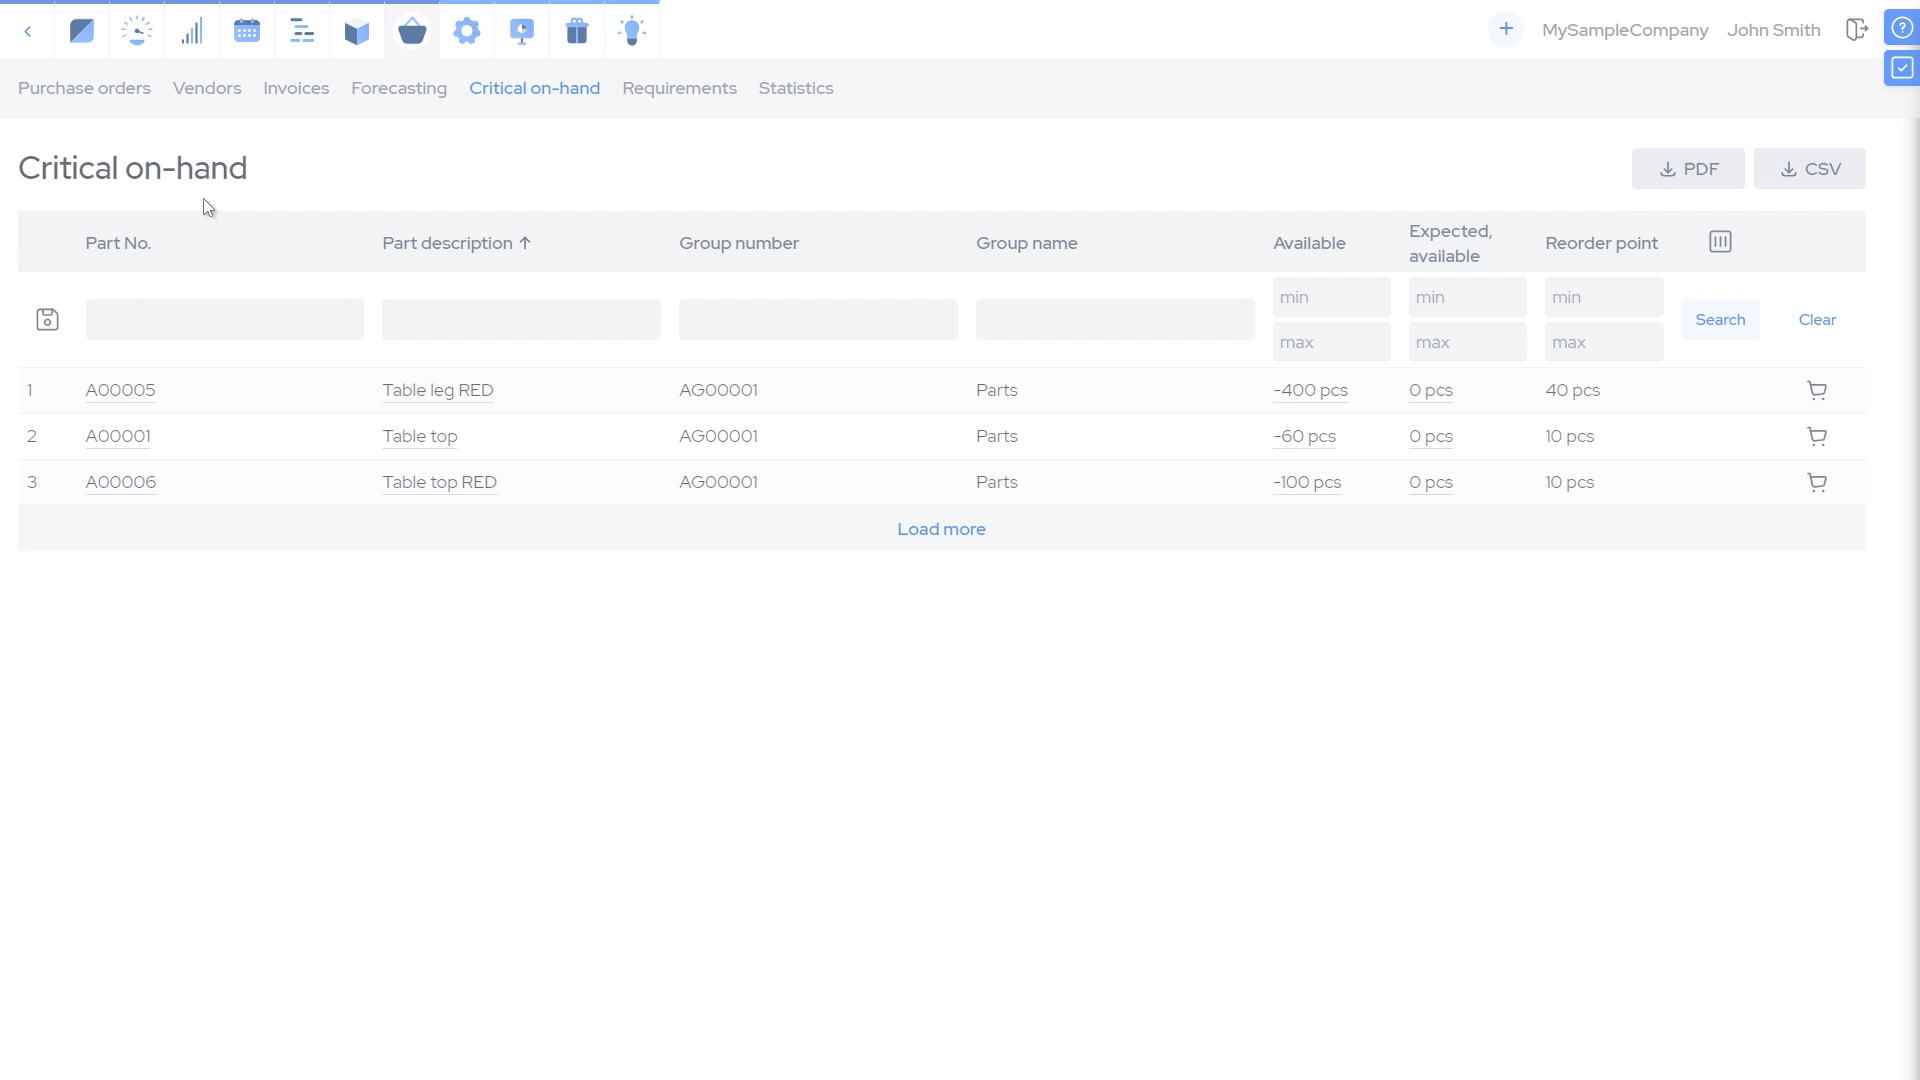 MySampleCompany John Smith
Purchase orders Vendors Invoices Forecasting Critical on-hand Requirements Statistics
Critical on-hand
PDF CSV
Part No. Part description ↑ Group number Group name Available Expected, available Reorder point
min min min
Search Clear
max max max
1 A00005 Table leg RED AG00001 Parts -400 pcs 0 pcs 40 pcs
2 A00001 Table top AG00001 Parts -60 pcs 0 pcs 10 pcs
3 A00006 Table top RED AG00001 Parts -100 pcs 0 pcs 10 pcs
Load more